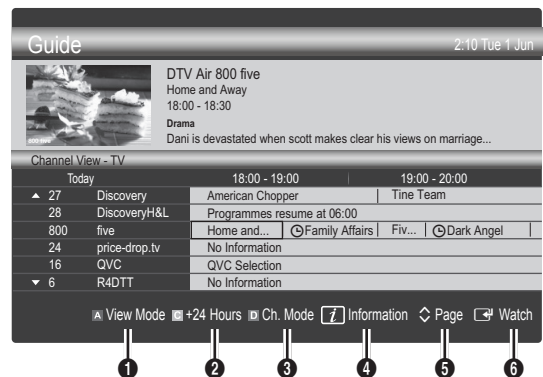 Guide 2:10 Tue 1 Jun
DTV Air 800 five
Home and Away
18:00 - 18:30
Drama
Dani is devastated when scott makes clear his views on marriage...
800 five
Channel View - TV
Today 18:00 - 19:00 19:00 - 20:00
▲ 27 Discovery American Chopper Tine Team
28 DiscoveryH&L Programmes resume at 06:00
800 five Home and... Family Affairs Fiv... Dark Angel
24 price-drop.tv No Information
16 QVC QVC Selection
▼ 6 R4DTT No Information
A View Mode C +24 Hours D Ch. Mode i Information Page Watch
1 2 3 4 5 6